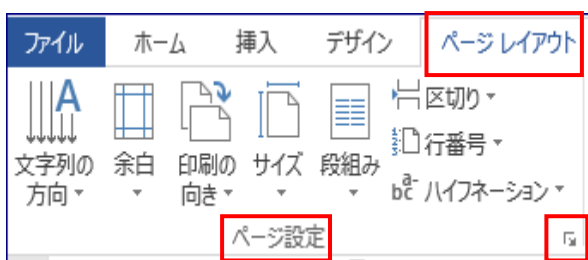 ファイル ホーム 挿入 デザイン ページ レイアウト
文字列の方向
余白
印刷の向き
サイズ
段組み
区切り
行番号
ハイフネーション
ページ設定